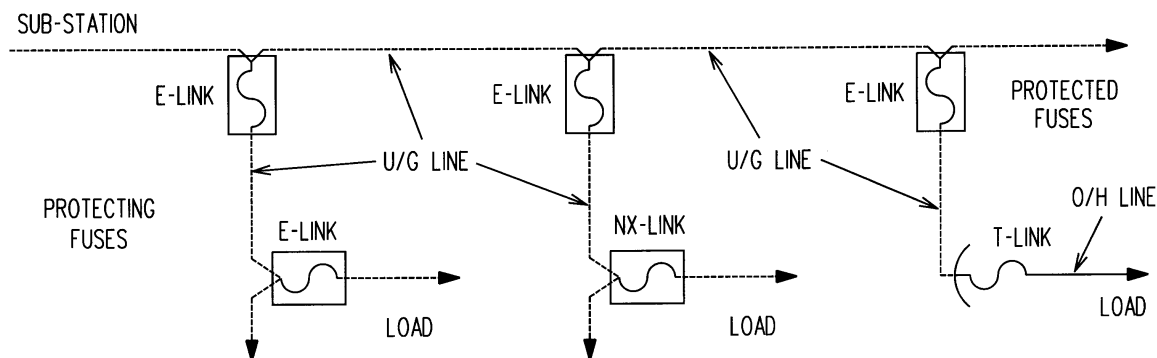 SUB-STATION
E-LINK
E-LINK
E-LINK
PROTECTED
FUSES
U/G LINE
U/G LINE
PROTECTING
FUSES
E-LINK
NX-LINK
T-LINK
O/H LINE
LOAD
LOAD
LOAD